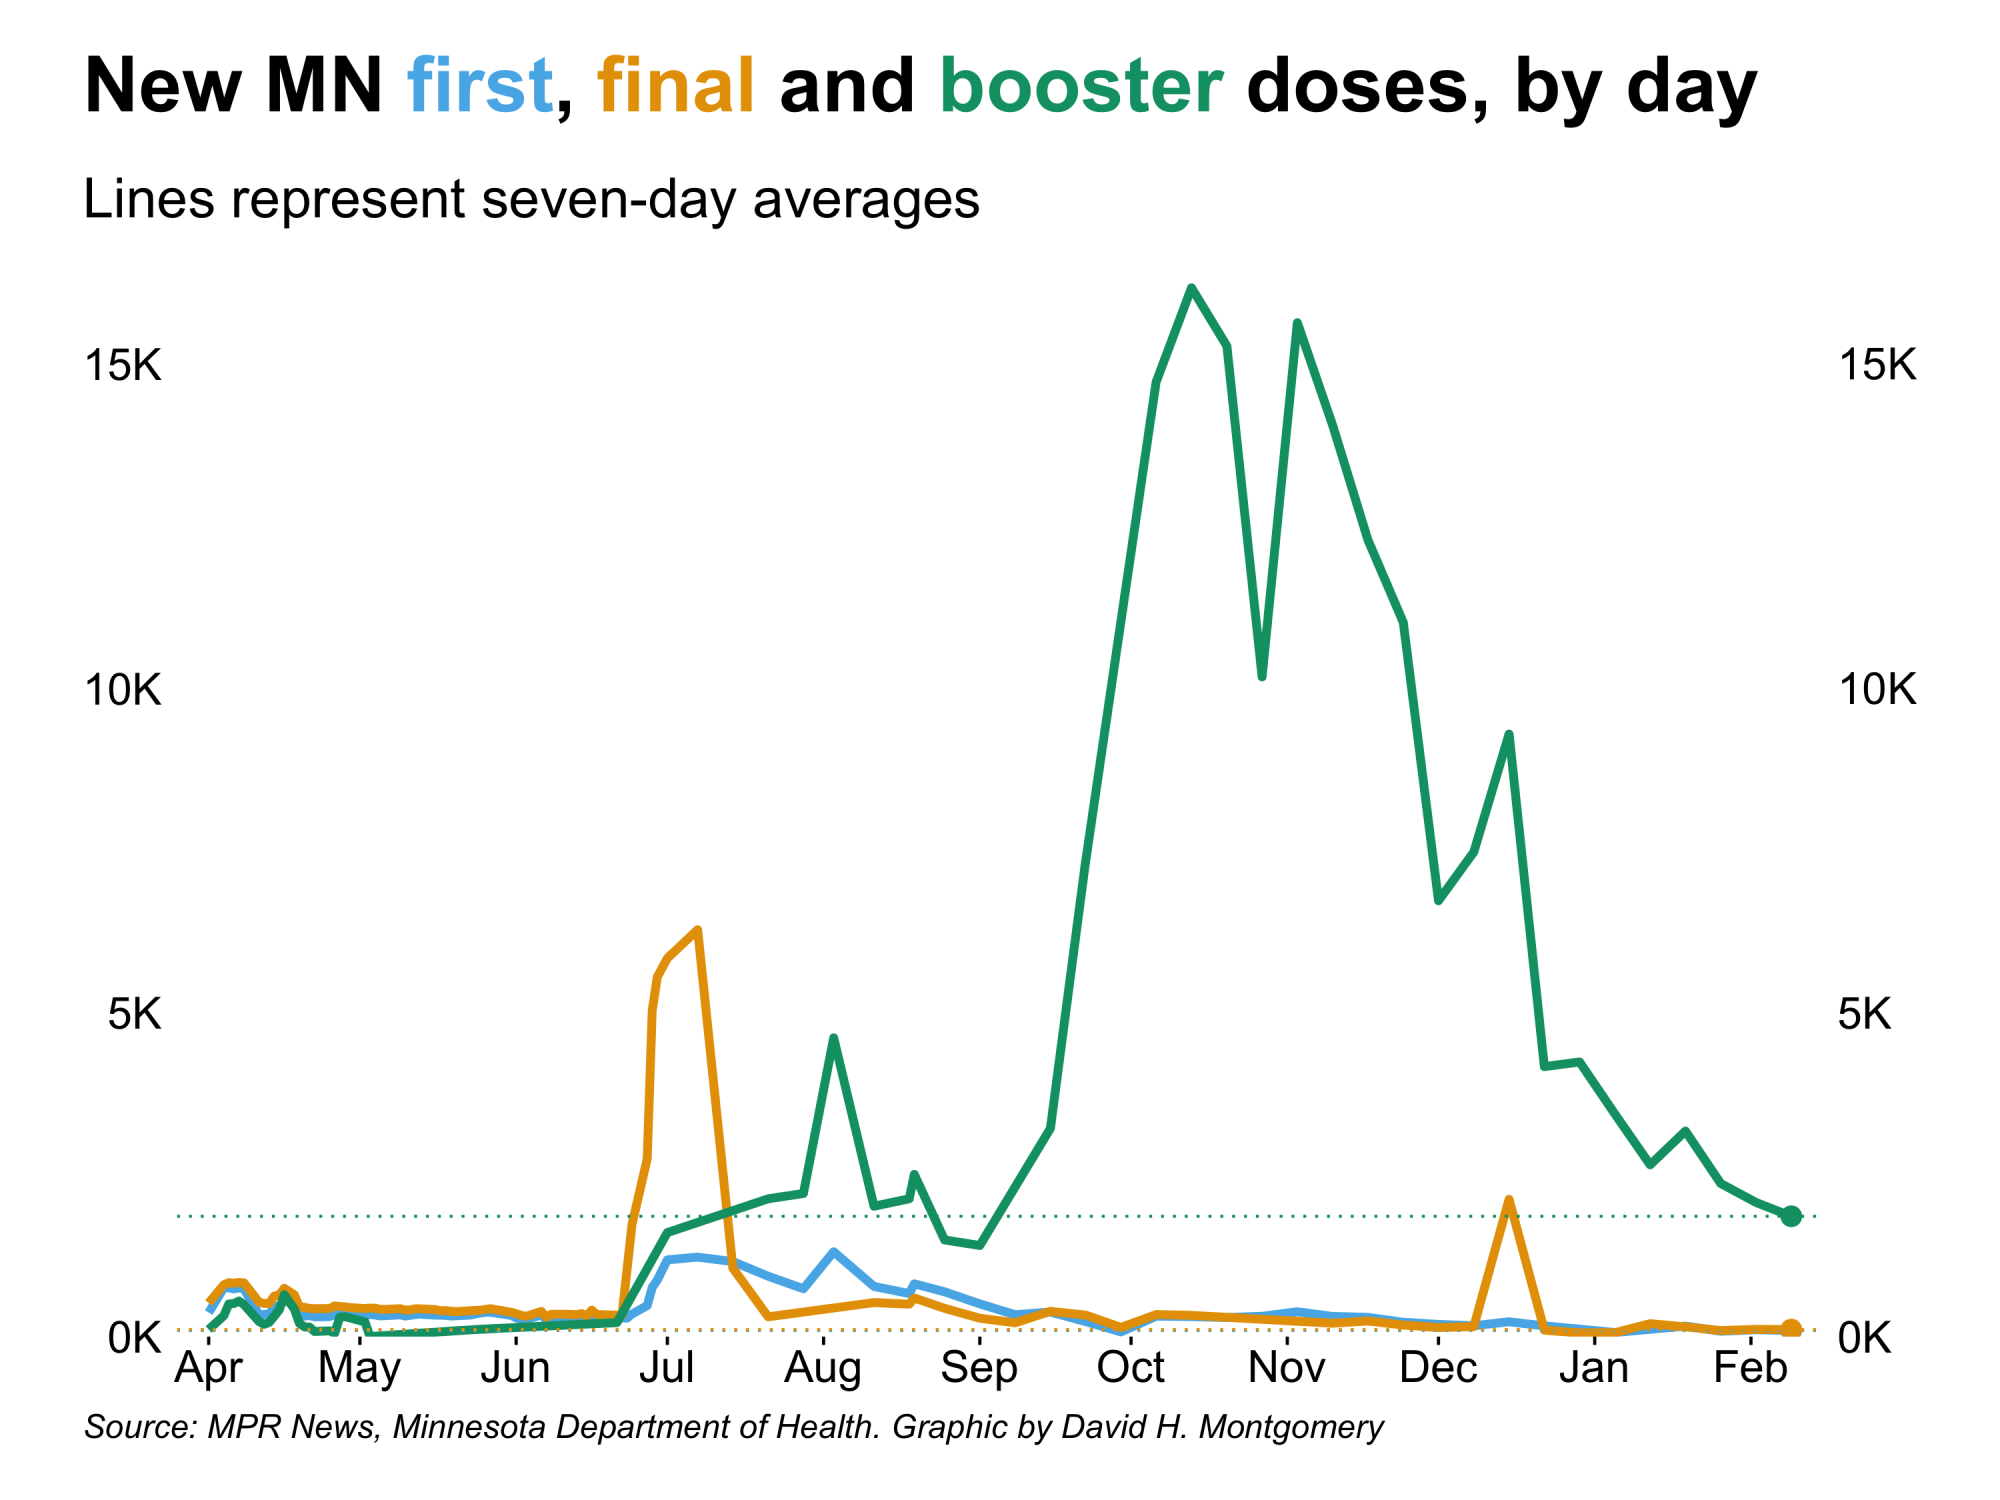 New MN first, final and booster doses, by day
Lines represent seven-day averages
15K 15K
10K 10K
5K 5K
0K 0K
Apr May Jun Jul Aug Sep Oct Nov Dec Jan Feb
Source: MPR News, Minnesota Department of Health. Graphic by David H. Montgomery